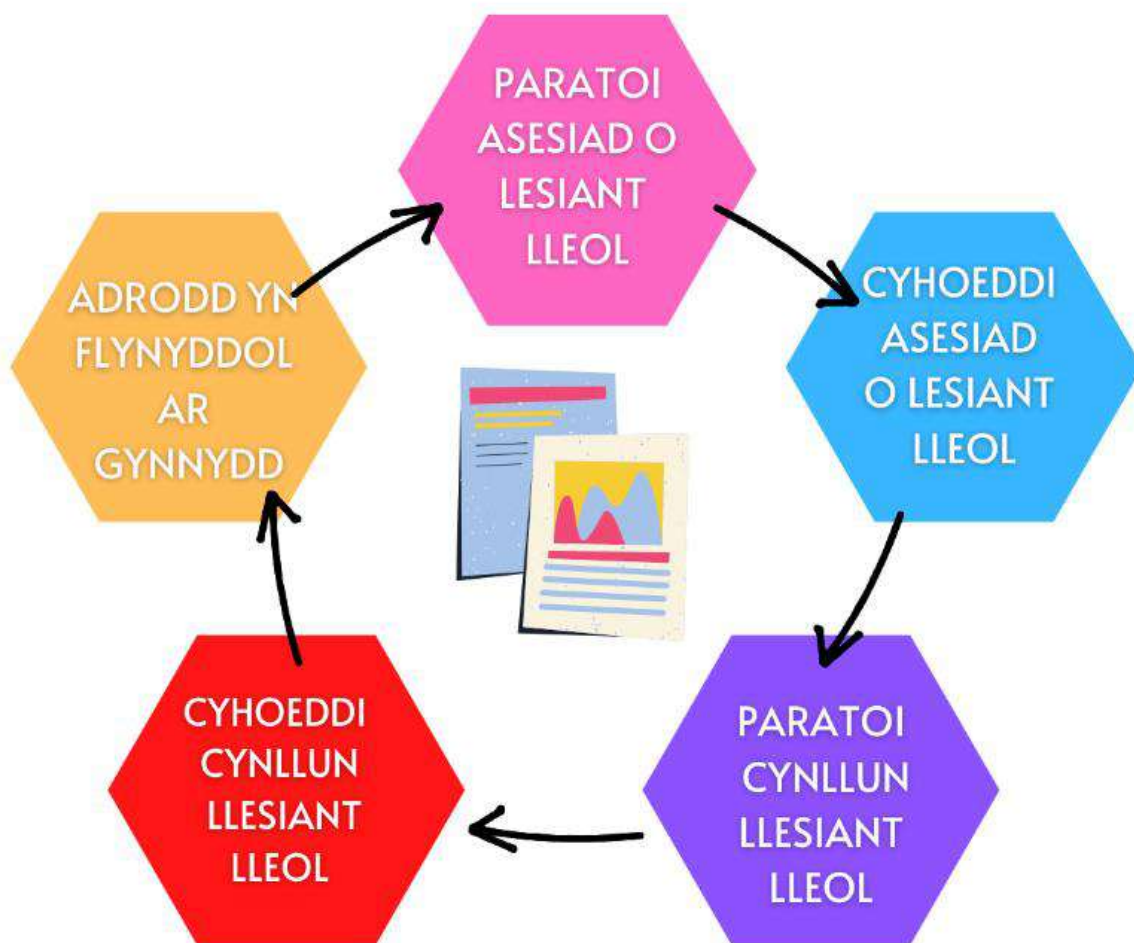 PARATOI
ASESIAD O
LESIANT
LLEOL
CYHOEDDI
ASESIAD
O LESIANT
LLEOL
PARATOI
CYNLLUN
LLESIANT
LLEOL
CYHOEDDI
CYNLLUN
LLESIANT
LLEOL
ADRODD YN
FLYNYDDOL
AR
GYNNYDD